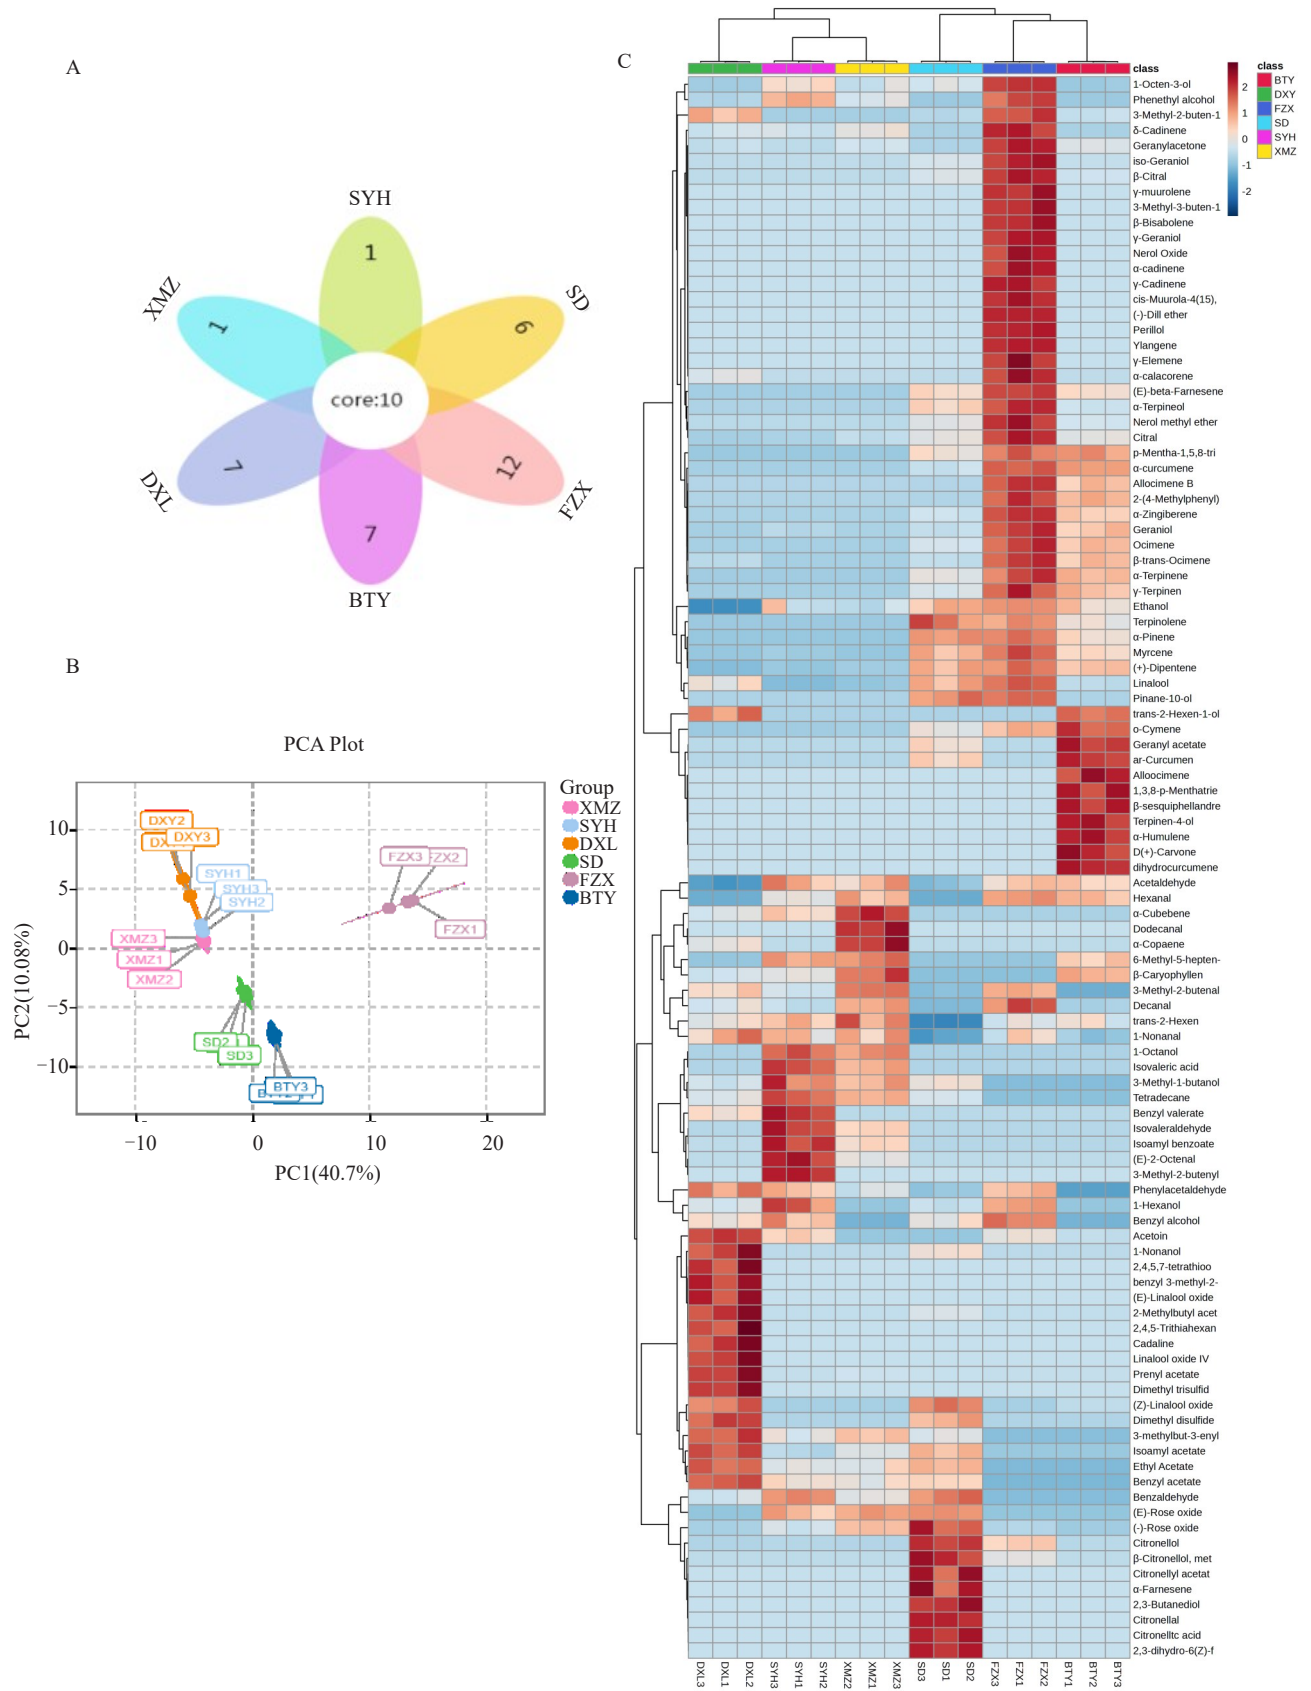 A
SYH
1
XMZ
1
SD
6
core:10
DXL
7
FZX
12
7
BTY
B
PCA Plot
DXY2
DXY3
SYH1
SYH3
SYH2
XMZ3
XMZ1
XMZ2
SD2
SD3
BTY3
FZX3
FZX2
FZX1
10
5
0
−5
−10
PC2(10.08%)
−10
0
10
20
PC1(40.7%)
Group
XMZ
SYH
DXL
SD
FZX
BTY
C
class
1-Octen-3-ol
Phenethyl alcohol
3-Methyl-2-buten-1
δ-Cadinene
Geranylacetone
iso-Geraniol
β-Citral
γ-muurolene
3-Methyl-3-buten-1
β-Bisabolene
γ-Geraniol
Nerol Oxide
α-cadinene
γ-Cadinene
cis-Muurola-4(15),
(-)-Dill ether
Perillol
Ylangene
γ-Elemene
α-calacorene
(E)-beta-Farnesene
α-Terpineol
Nerol methyl ether
Citral
p-Mentha-1,5,8-tri
α-curcumene
Allocimene B
2-(4-Methylphenyl)
α-Zingiberene
Geraniol
Ocimene
β-trans-Ocimene
α-Terpinene
γ-Terpinen
Ethanol
Terpinolene
α-Pinene
Myrcene
(+)-Dipentene
Linalool
Pinane-10-ol
trans-2-Hexen-1-ol
o-Cymene
Geranyl acetate
ar-Curcumen
Alloocimene
1,3,8-p-Menthatrie
β-sesquiphellandre
Terpinen-4-ol
α-Humulene
D(+)-Carvone
dihydrocurcumene
Acetaldehyde
Hexanal
α-Cubebene
Dodecanal
α-Copaene
6-Methyl-5-hepten-
β-Caryophyllen
3-Methyl-2-butenal
Decanal
trans-2-Hexen
1-Nonanal
1-Octanol
Isovaleric acid
3-Methyl-1-butanol
Tetradecane
Benzyl valerate
Isovaleraldehyde
Isoamyl benzoate
(E)-2-Octenal
3-Methyl-2-butenyl
Phenylacetaldehyde
1-Hexanol
Benzyl alcohol
Acetoin
1-Nonanol
2,4,5,7-tetrathioo
benzyl 3-methyl-2-
(E)-Linalool oxide
2-Methylbutyl acet
2,4,5-Trithiahexan
Cadaline
Linalool oxide IV
Prenyl acetate
Dimethyl trisulfid
(Z)-Linalool oxide
Dimethyl disulfide
3-methylbut-3-enyl
Isoamyl acetate
Ethyl Acetate
Benzyl acetate
Benzaldehyde
(E)-Rose oxide
(-)-Rose oxide
Citronellol
β-Citronellol, met
Citronellyl acetat
α-Farnesene
2,3-Butanediol
Citronellal
Citronelltc acid
2,3-dihydro-6(Z)-f
DXL3
DXL1
DXL2
SYH3
SYH1
SYH2
XMZ2
XMZ1
XMZ3
SD3
SD1
SD2
FZX3
FZX1
FZX2
BTY1
BTY2
BTY3
2
1
0
-1
-2
class
BTY
DXY
FZX
SD
SYH
XMZ